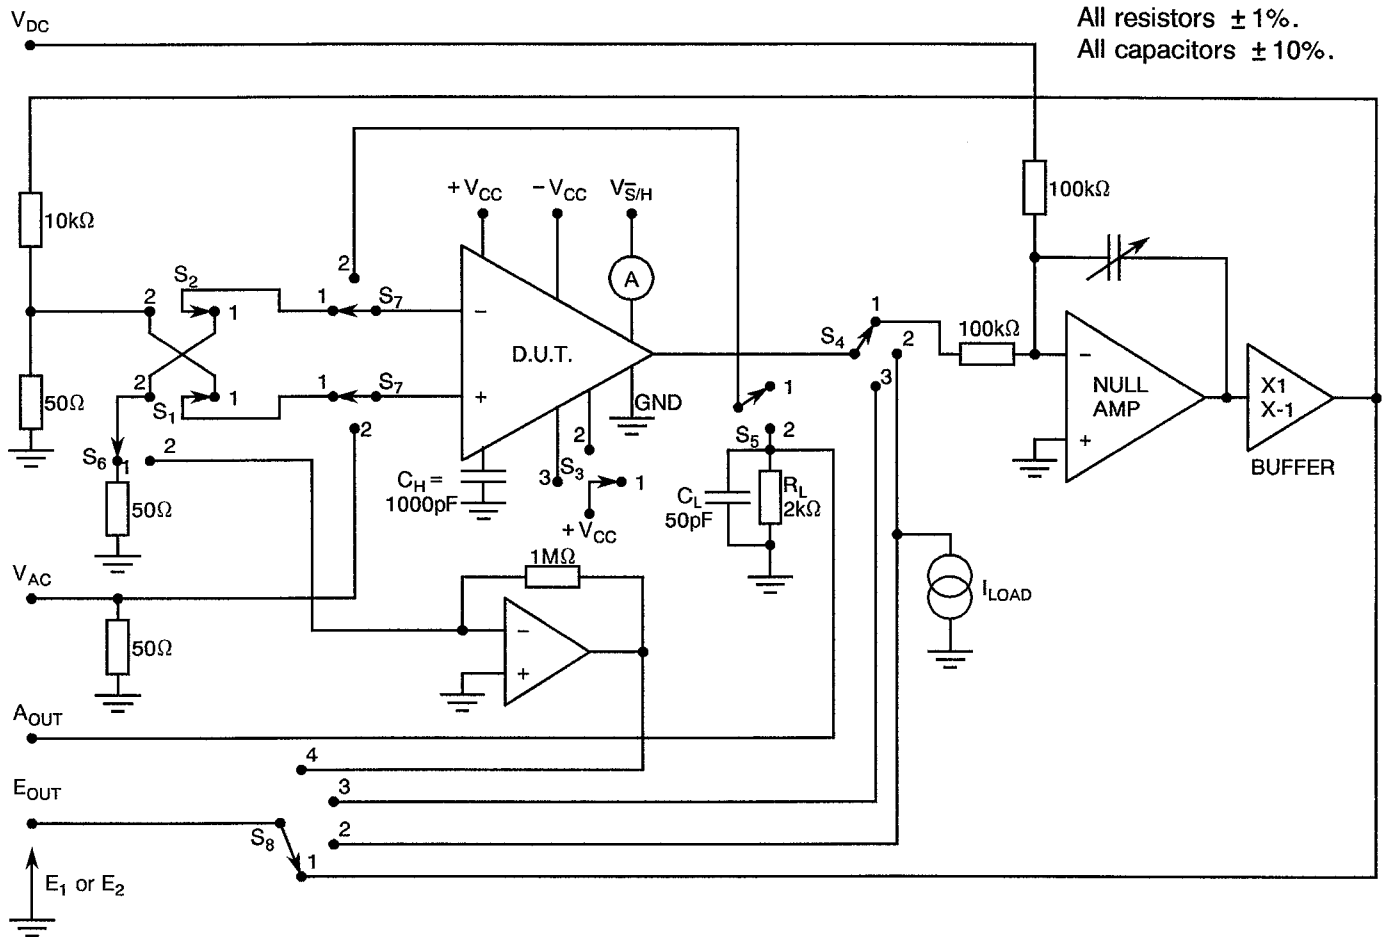 V_DC
All resistors ± 1%.
All capacitors ± 10%.
+V_CC
−V_CC
V_S̅/H
100kΩ
10kΩ
2
A
S_2
2
1
1
S_7
−
D.U.T.
S_4
1
2
100kΩ
−
NULL
AMP
+
X1
X-1
BUFFER
50Ω
2
S_1
1
1
S_7
+
GND
3
1
S_5
2
2
S_6
1
2
C_H =
1000pF
3
S_3
2
1
+V_CC
C_L
50pF
R_L
2kΩ
50Ω
1MΩ
V_AC
−
+
I_LOAD
50Ω
A_OUT
4
E_OUT
3
S_8
2
1
E_1 or E_2